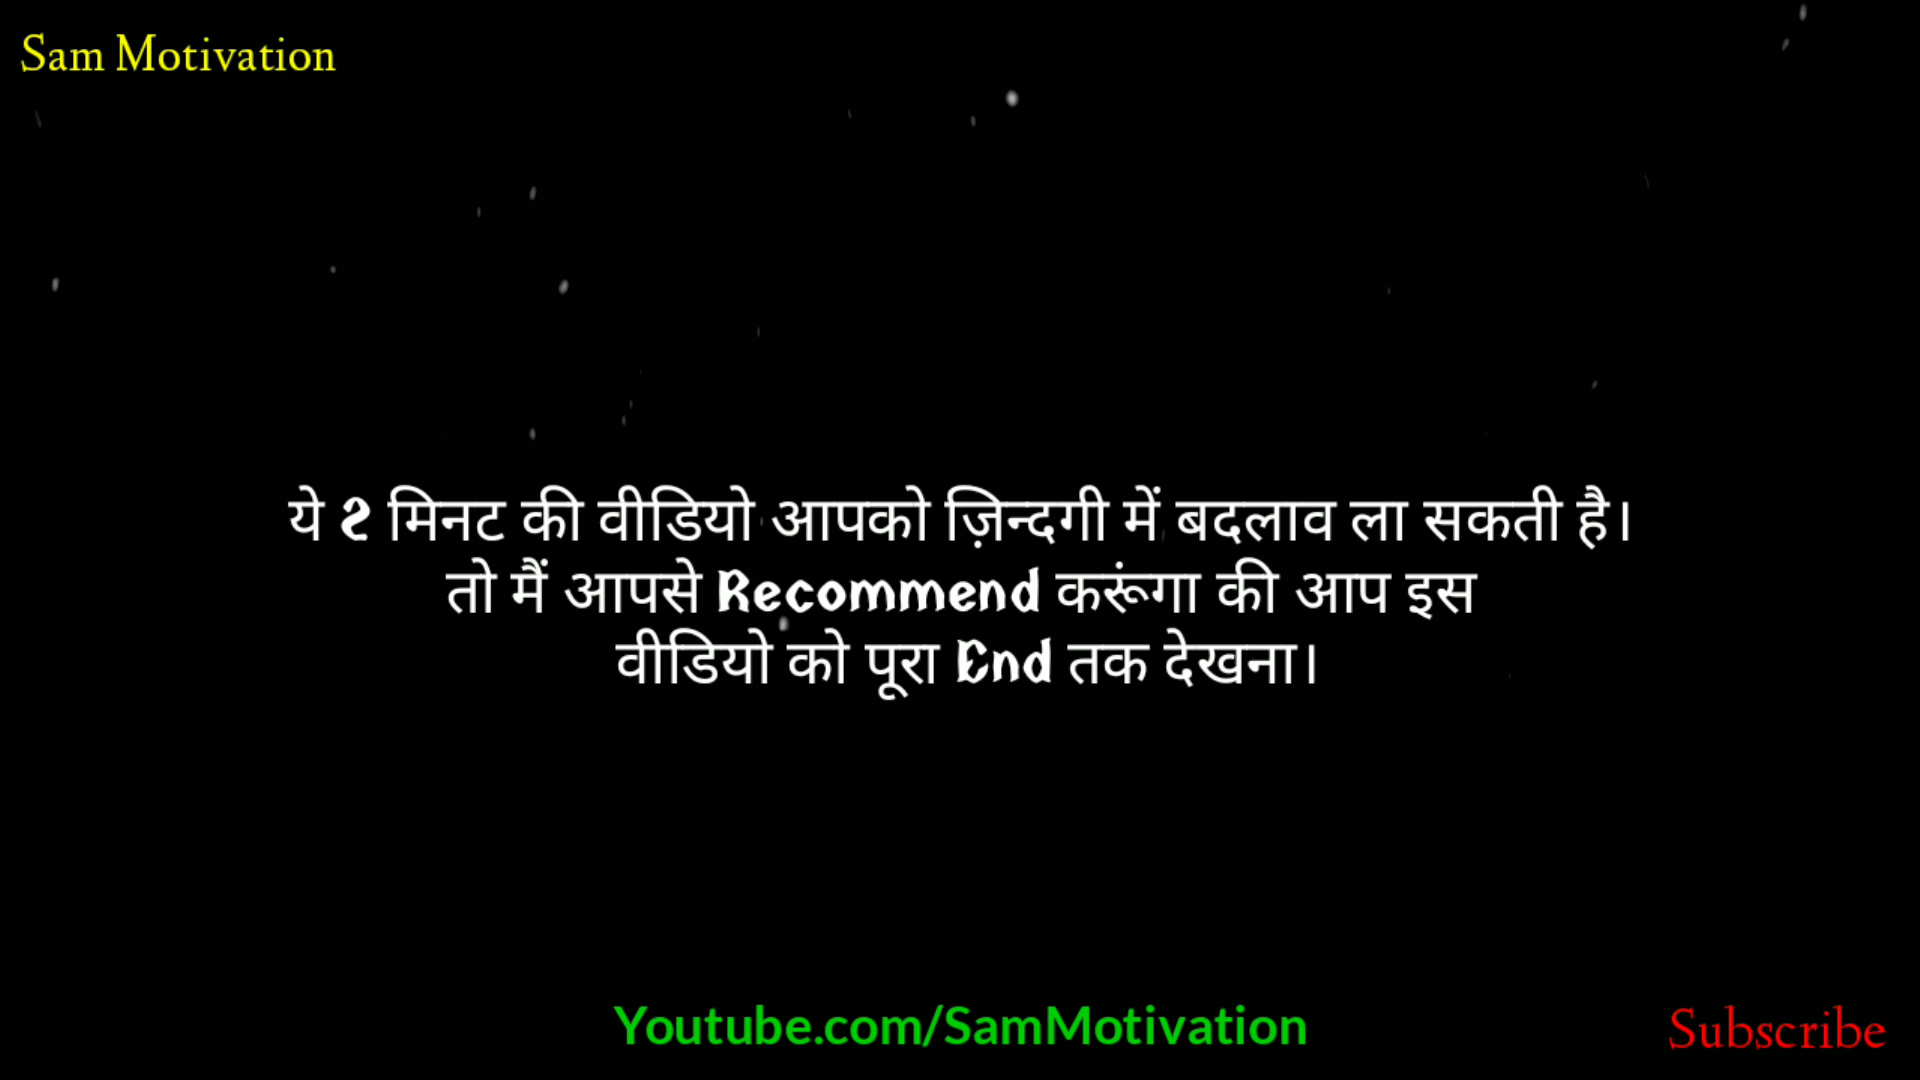 Sam Motivation
ये 2 मिनट की वीडियो आपको ज़िन्दगी में बदलाव ला सकती है।
तो मैं आपसे Recommend करूंगा की आप इस
वीडियो को पूरा End तक देखना।
Youtube.com/SamMotivation
Subscribe